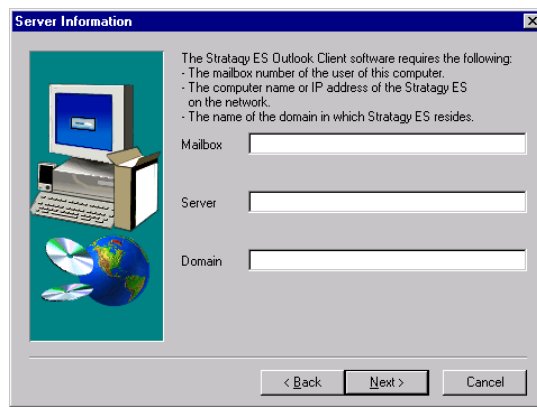 Server Information
The Strataqy ES Outlook Client software requires the following:
- The mailbox number of the user of this computer.
- The computer name or IP address of the Stratagy ES
on the network.
- The name of the domain in which Stratagy ES resides.
Mailbox
Server
Domain
< Back
Next >
Cancel